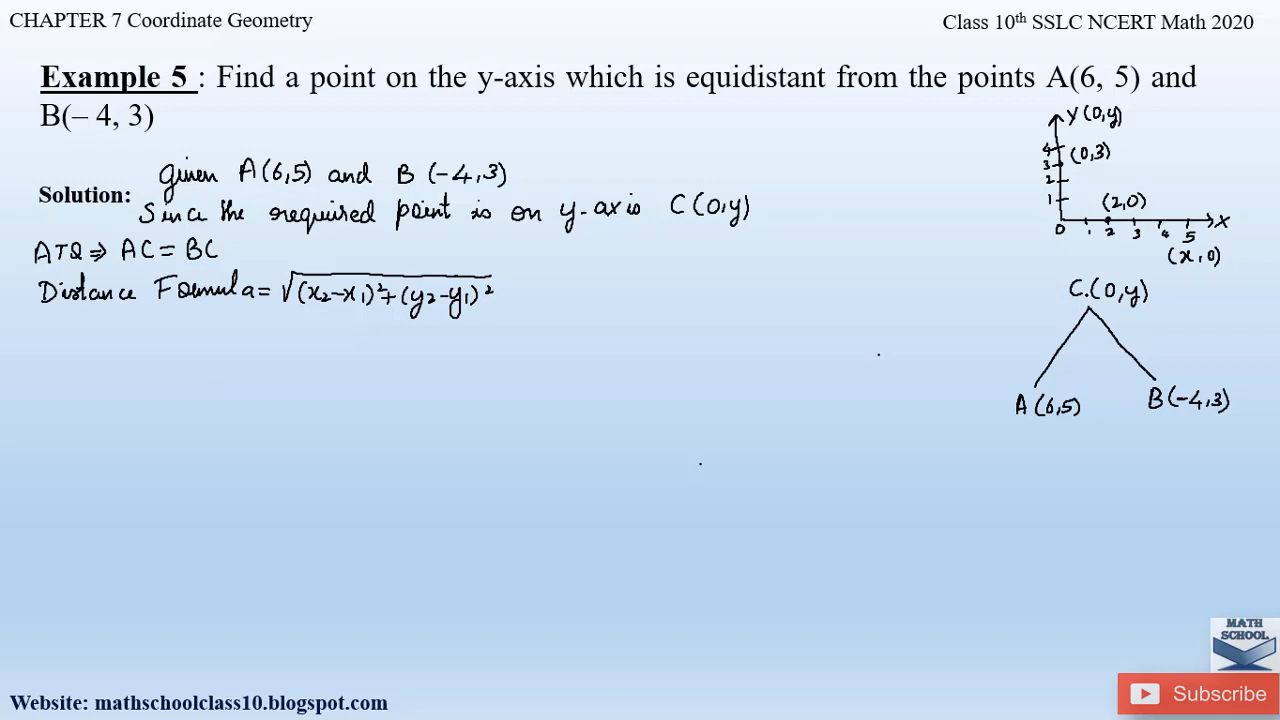 CHAPTER 7 Coordinate Geometry
Class 10th SSLC NCERT Math 2020
Example 5 : Find a point on the y-axis which is equidistant from the points A(6, 5) and
B(– 4, 3)
Solution:
given A(6,5) and B(-4,3)
Since the required point is on y-axis C(0,y)
ATQ ⇒ AC = BC
Distance Formula = √(x2-x1)²+(y2-y1)²
Y(0,y)
4
3 (0,3)
2
1
(2,0)
0 1 2 3 4 5 X
(x,0)
C.(0,y)
A(6,5)
B(-4,3)
MATH
SCHOOL
Subscribe
Website: mathschoolclass10.blogspot.com